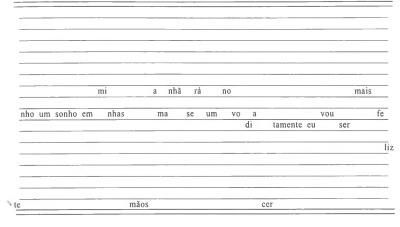 mi a nhã rá no mais
nho um sonho em nhas ma se um vo a vou fe
di tamente eu ser
liz
te mãos cer